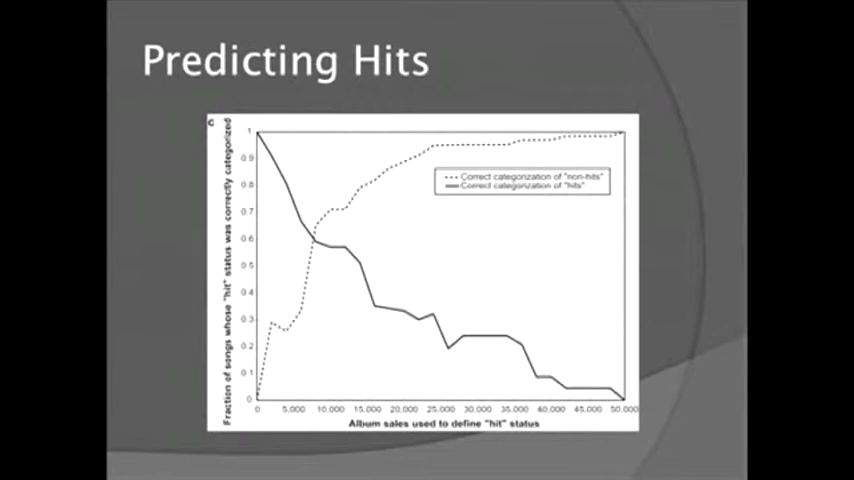 Predicting Hits
c
Fraction of songs whose "hit" status was correctly categorized
1
0.9
0.8
0.7
0.6
0.5
0.4
0.3
0.2
0.1
0
Correct categorization of "non-hits"
Correct categorization of "hits"
0 5,000 10,000 15,000 20,000 25,000 30,000 35,000 40,000 45,000 50,000
Album sales used to define "hit" status